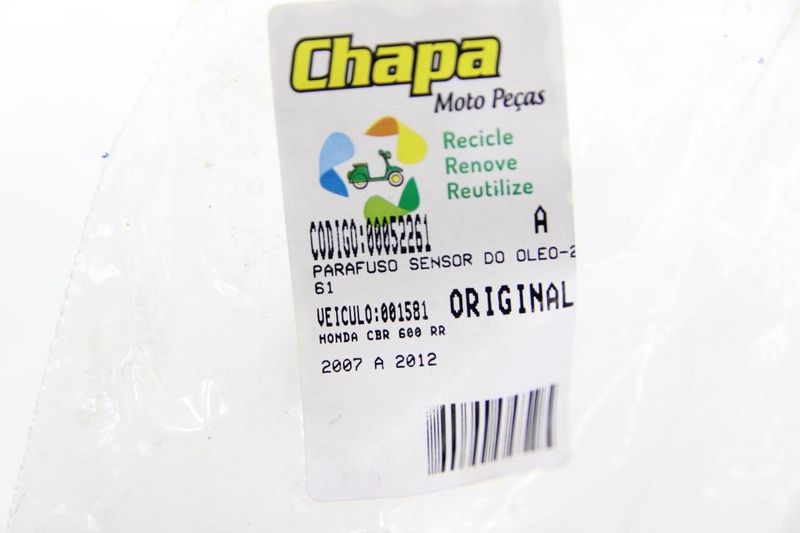 Chapa
Moto Peças
Recicle
Renove
Reutilize
CODIGO:00052261 A
PARAFUSO SENSOR DO OLEO-2
61
VEICULO:001581 ORIGINAL
HONDA CBR 600 RR
2007 A 2012